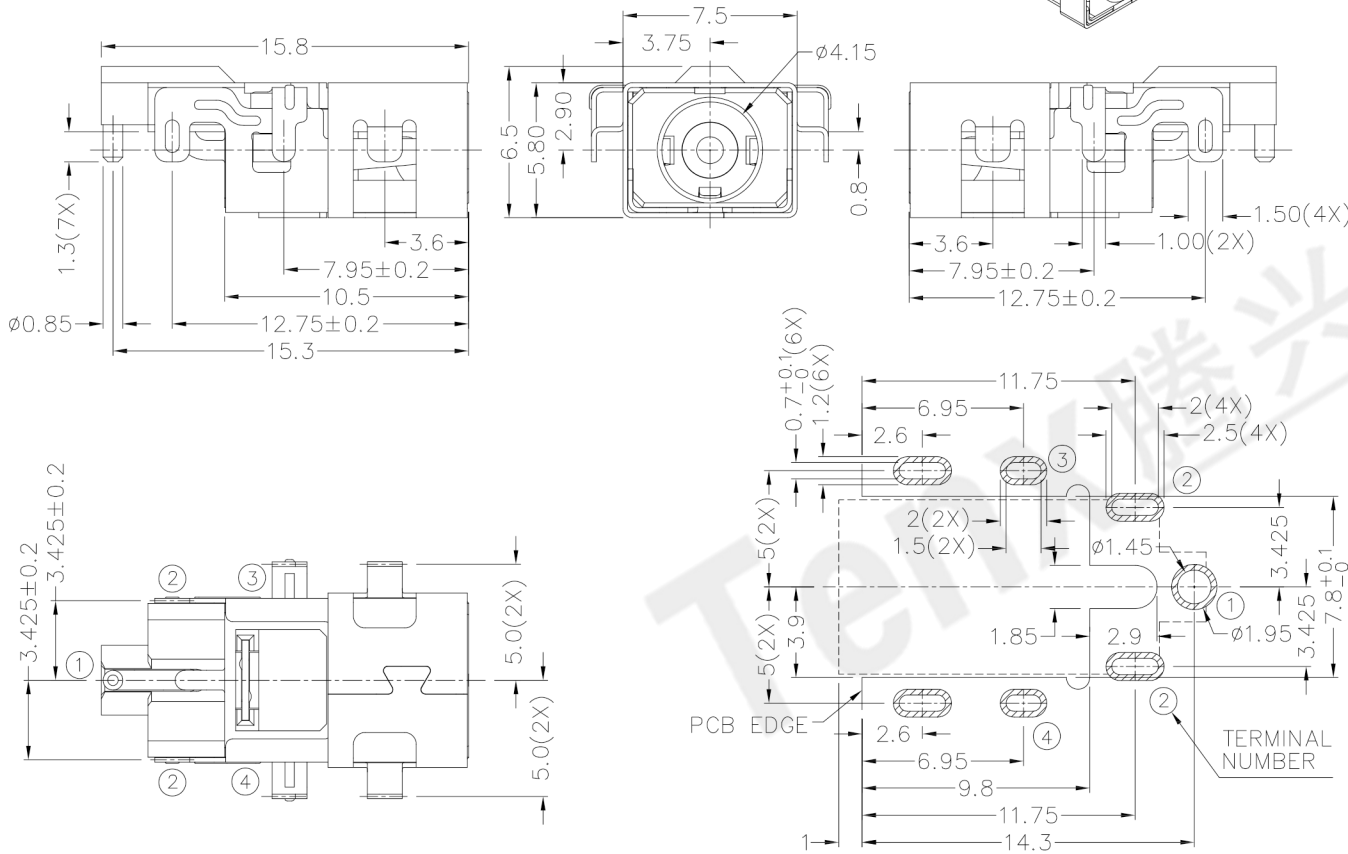 15.8
1.3(7X)
3.6
7.95±0.2
10.5
ø0.85
12.75±0.2
15.3
7.5
3.75
ø4.15
6.5
5.80
2.90
0.8
1.50(4X)
3.6
1.00(2X)
7.95±0.2
12.75±0.2
3.425±0.2
3.425±0.2
② ③
①
② ④
5.0(2X)
5.0(2X)
0.7+0.1-0(6X)
1.2(6X)
11.75
6.95
2.6
2(4X)
2.5(4X)
③
②
5(2X)
2(2X)
1.5(2X)
ø1.45
3.425
7.8+0.1-0
①
5(2X)
3.9
1.85
2.9
ø1.95
3.425
PCB EDGE
②
④
2.6
TERMINAL
NUMBER
6.95
9.8
11.75
1
14.3
Tenx腾兴